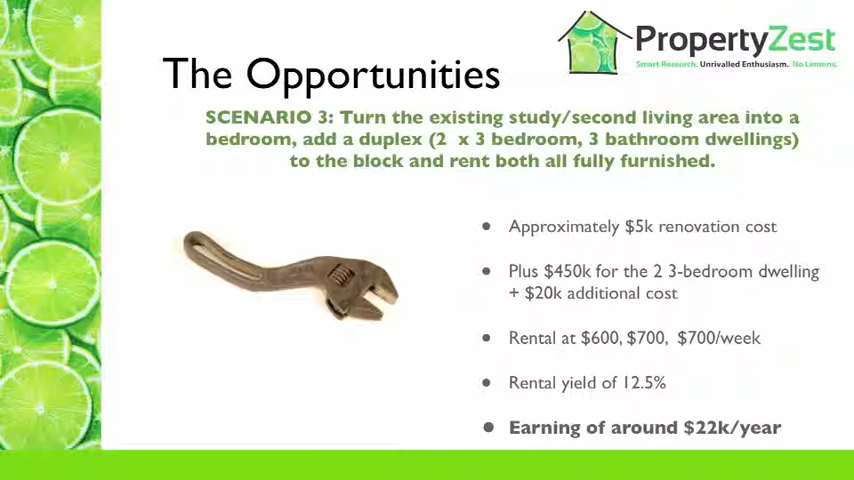 PropertyZest
Smart Research. Unrivalled Enthusiasm. No Lemons.
The Opportunities
SCENARIO 3: Turn the existing study/second living area into a
bedroom, add a duplex (2 x 3 bedroom, 3 bathroom dwellings)
to the block and rent both all fully furnished.
● Approximately $5k renovation cost
● Plus $450k for the 2 3-bedroom dwelling
+ $20k additional cost
● Rental at $600, $700, $700/week
● Rental yield of 12.5%
● Earning of around $22k/year